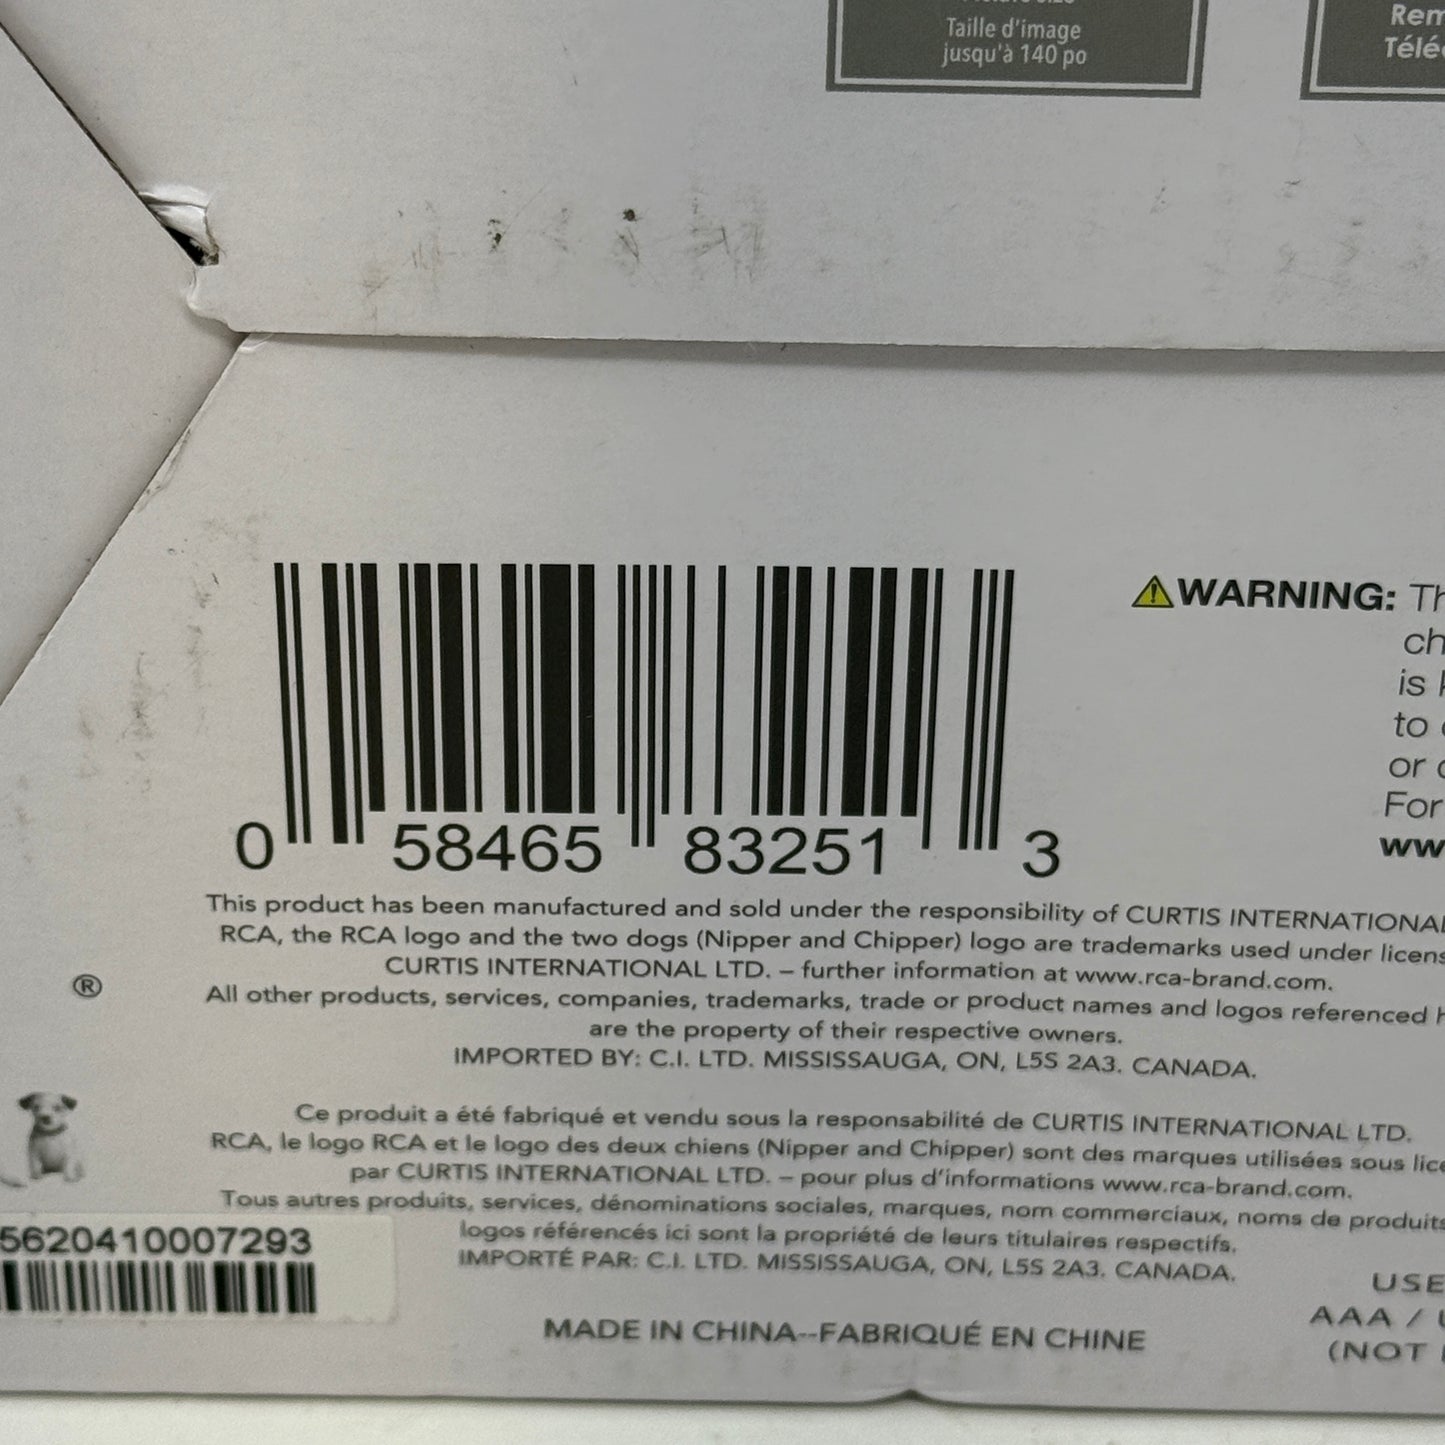 Taille d'image
jusqu'à 140 po
WARNING:
is
to
or
For
0 58465 83251 3
This product has been manufactured and sold under the responsibility of CURTIS INTERNATIONAL
RCA, the RCA logo and the two dogs (Nipper and Chipper) logo are trademarks used under
CURTIS INTERNATIONAL LTD. – further information at www.rca-brand.com.
All other products, services, companies, trademarks, trade or product names and logos referenced
are the property of their respective owners.
IMPORTED BY: C.I. LTD. MISSISSAUGA, ON, L5S 2A3. CANADA.
®
Ce produit a été fabriqué et vendu sous la responsabilité de CURTIS INTERNATIONAL LTD.
RCA, le logo RCA et le logo des deux chiens (Nipper and Chipper) sont des marques utilisées sous
par CURTIS INTERNATIONAL LTD. – pour plus d'informations www.rca-brand.com.
Tous autres produits, services, dénominations sociales, marques, nom commerciaux, noms de produits
logos référencés ici sont la propriété de leurs titulaires respectifs.
IMPORTÉ PAR: C.I. LTD. MISSISSAUGA, ON, L5S 2A3. CANADA.
5620410007293
MADE IN CHINA--FABRIQUÉ EN CHINE
USE
AAA /
(NOT